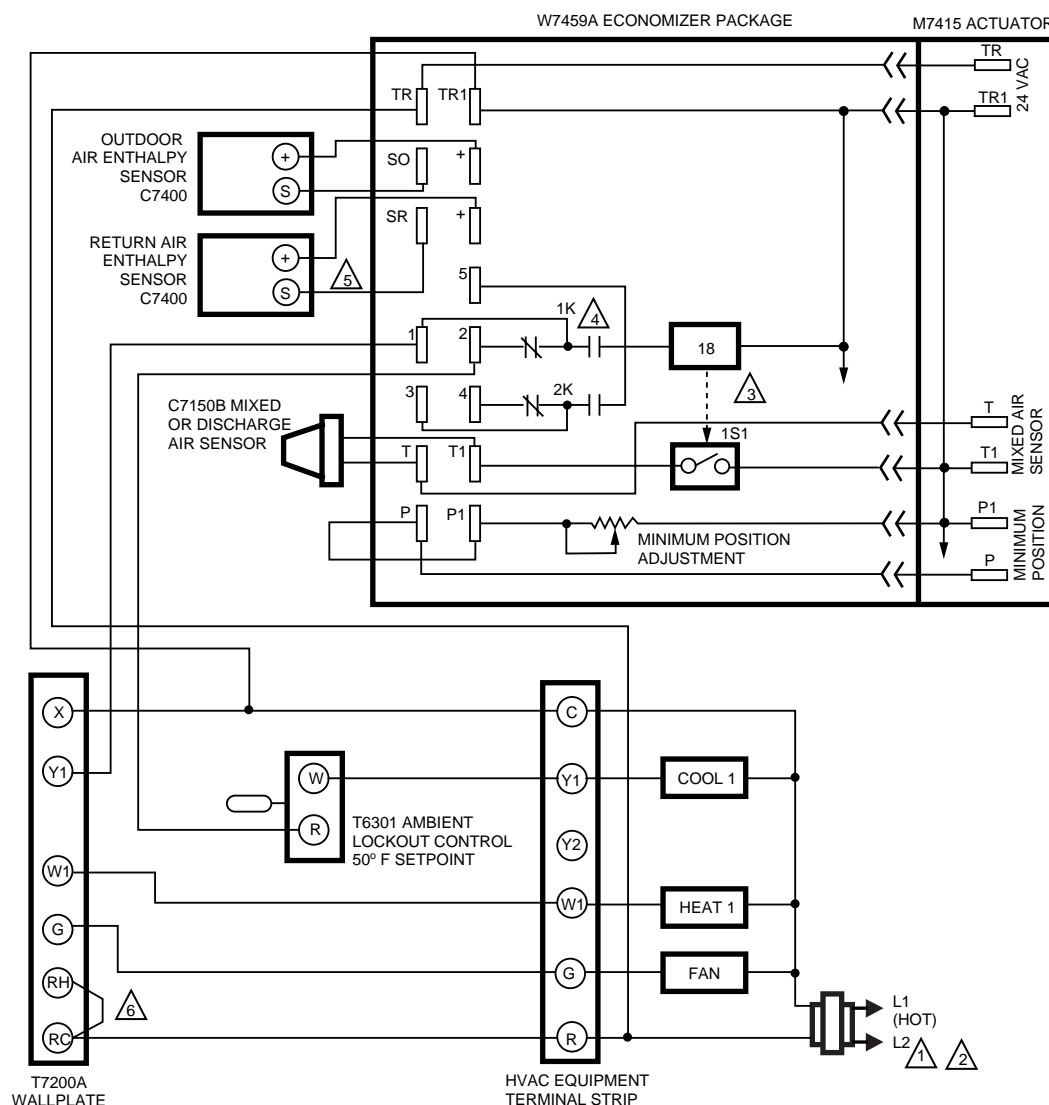 W7459A ECONOMIZER PACKAGE
M7415 ACTUATOR
TR
24 VAC
TR1
TR TR1
OUTDOOR
AIR ENTHALPY
SENSOR
C7400
+
S
SO +
SR +
RETURN AIR
ENTHALPY
SENSOR
C7400
+
S
5
5
1K
4
1 2
18
3
3 4
2K
C7150B MIXED
OR DISCHARGE
AIR SENSOR
T T1
1S1
T
T1
MIXED AIR
SENSOR
P P1
MINIMUM POSITION
ADJUSTMENT
P1
P
MINIMUM
POSITION
X
C
Y1
W
Y1
COOL 1
R
T6301 AMBIENT
LOCKOUT CONTROL
50º F SETPOINT
Y2
W1
W1
HEAT 1
G
G
FAN
RH
6
RC
R
L1
(HOT)
L2
1
2
T7200A
WALLPLATE
HVAC EQUIPMENT
TERMINAL STRIP